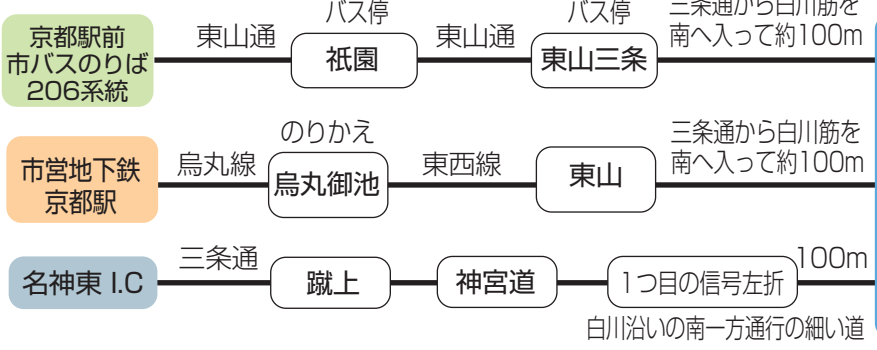 京都駅前
市バスのりば
206系統
東山通
バス停
祇園
東山通
バス停
東山三条
三条通から白川筋を
南へ入って約100m
市営地下鉄
京都駅
烏丸線
のりかえ
烏丸御池
東西線
東山
三条通から白川筋を
南へ入って約100m
名神東 I.C
三条通
蹴上
神宮道
1つ目の信号左折
100m
白川沿いの南一方通行の細い道